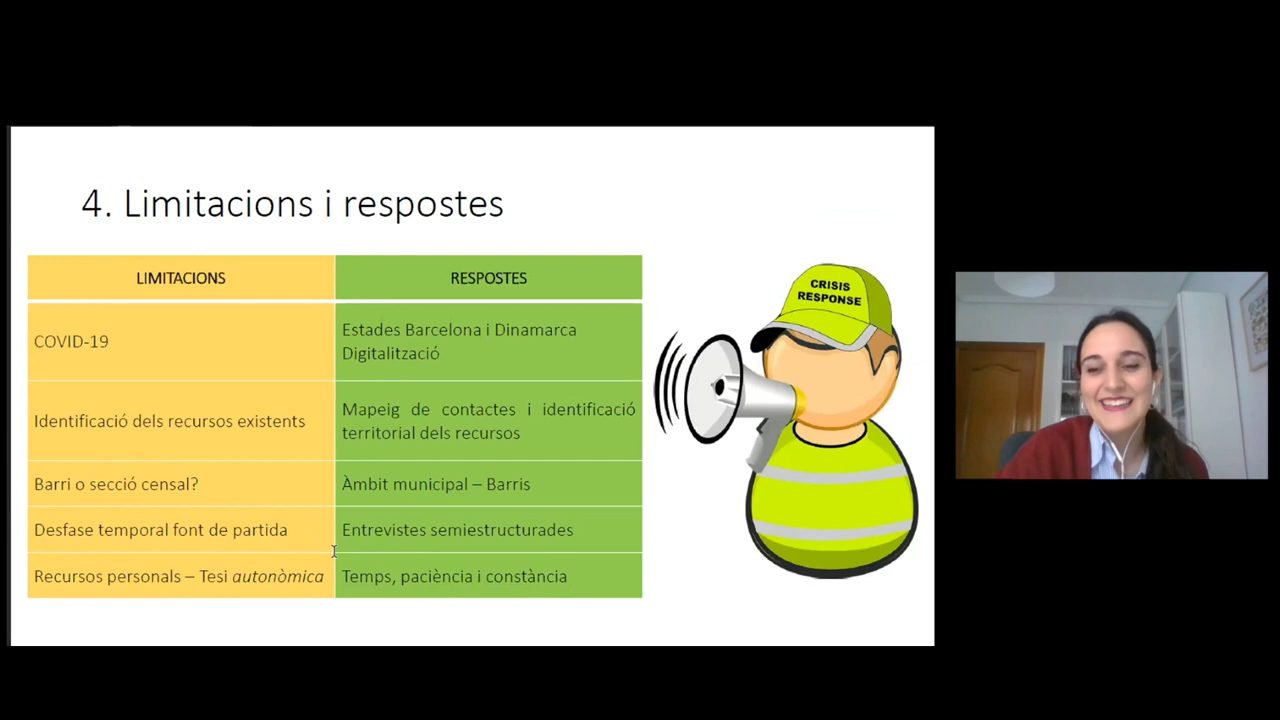 4. Limitacions i respostes
LIMITACIONS
RESPOSTES
COVID-19
Estades Barcelona i Dinamarca
Digitalització
Identificació dels recursos existents
Mapeig de contactes i identificació
territorial dels recursos
Barri o secció censal?
Àmbit municipal – Barris
Desfase temporal font de partida
Entrevistes semiestructurades
Recursos personals – Tesi autonòmica
Temps, paciència i constància
CRISIS
RESPONSE